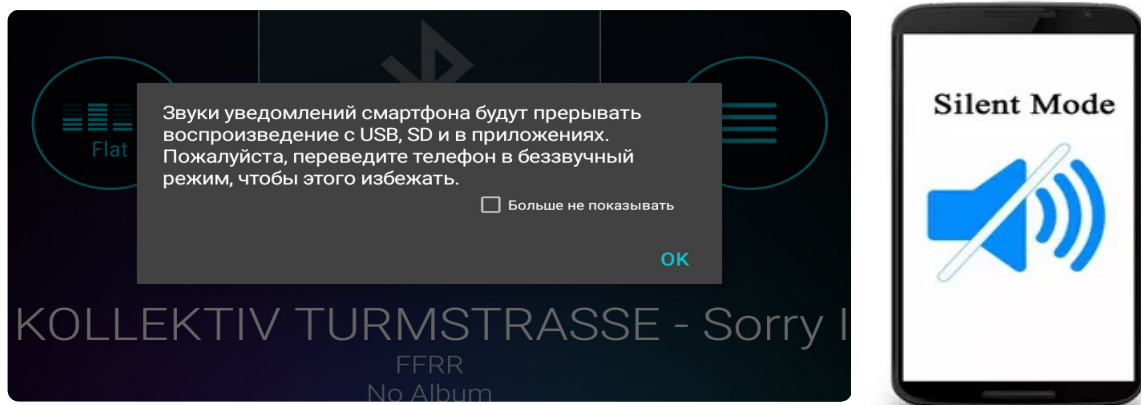 Flat
Звуки уведомлений смартфона будут прерывать
воспроизведение с USB, SD и в приложениях.
Пожалуйста, переведите телефон в беззвучный
режим, чтобы этого избежать.
Больше не показывать
OK
KOLLEKTIV TURMSTRASSE - Sorry I
FFRR
No Album
Silent Mode